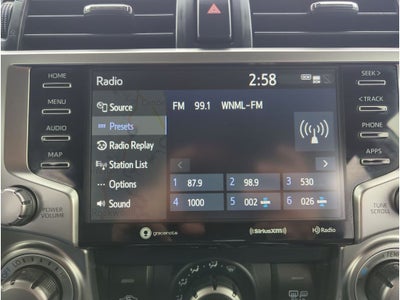 HOME
MENU
AUDIO
MAP
POWER
VOLUME
SEEK >
< TRACK
PHONE
APPS
TUNE
SCROLL
Radio
2:58
Source
Presets
Radio Replay
Station List
Options
Sound
FM 99.1 WNML-FM
1 87.9 2 98.9 3 530
4 1000 5 002 6 026
gracenote
SiriusXM
HD Radio